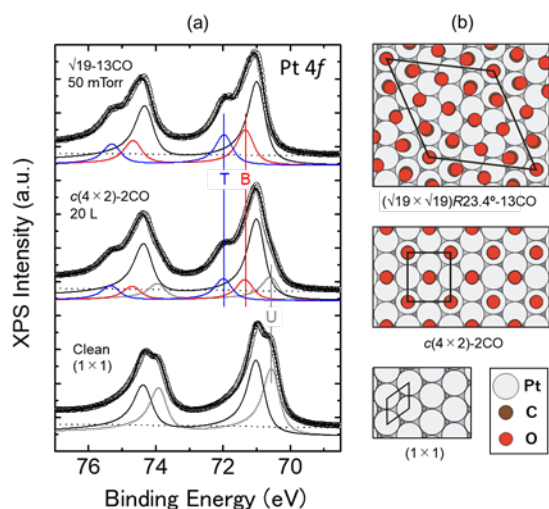 (a)
(b)
Pt 4f
√19-13CO
50 mTorr
T
B
c(4×2)-2CO
20 L
U
Clean
(1×1)
XPS Intensity (a.u.)
76
74
72
70
Binding Energy (eV)
(√19×√19)R23.4º-13CO
c(4×2)-2CO
(1×1)
Pt
C
O